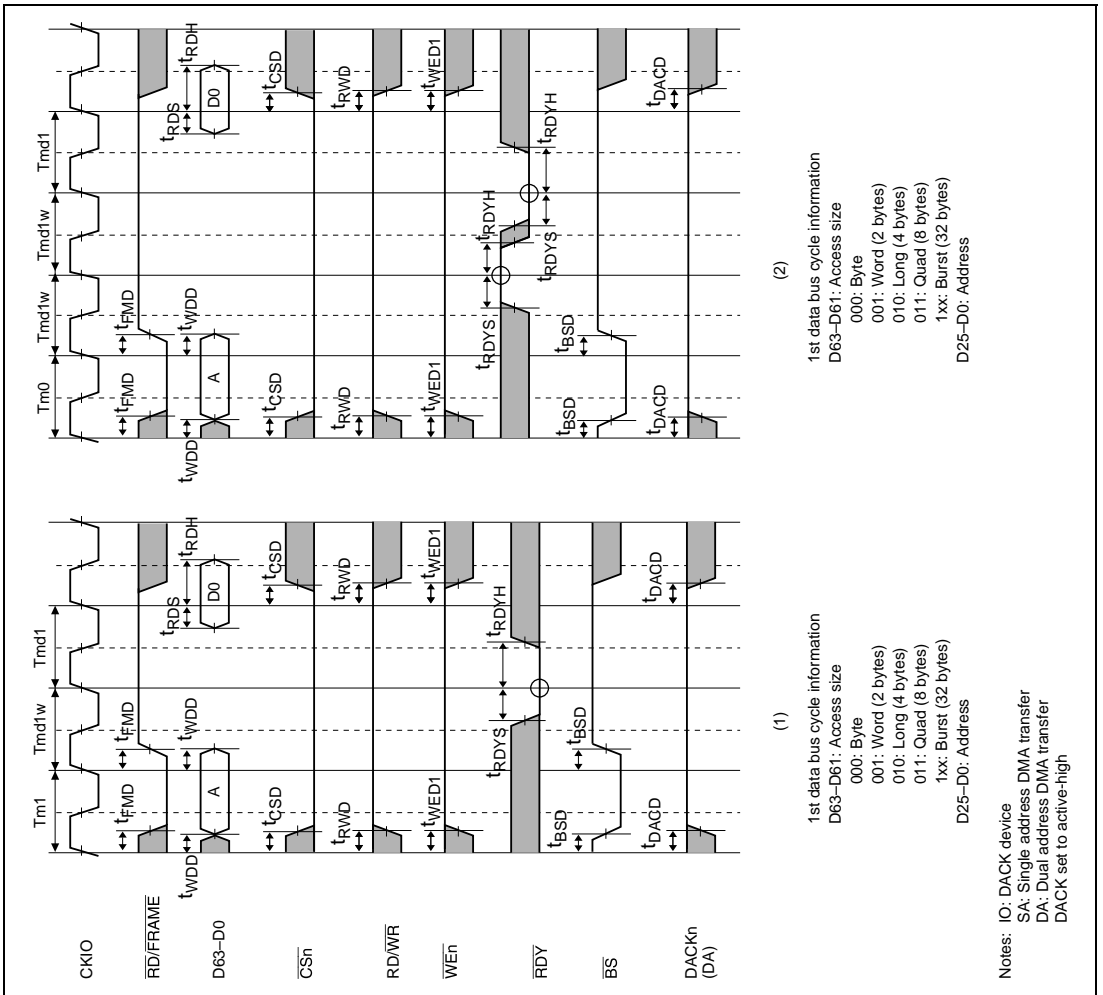 CKIO
RD/FRAME
D63–D0
CSn
RD/WR
WEn
RDY
BS
DACKn
(DA)
Tm1
Tmd1w
Tmd1
tFMD
tFMD
tWDD
tWDD
A
tRDS
tRDH
D0
tCSD
tCSD
tRWD
tRWD
tWED1
tWED1
tRDYS
tRDYH
tBSD
tBSD
tDACD
tDACD
(1)
1st data bus cycle information
D63–D61: Access size
000: Byte
001: Word (2 bytes)
010: Long (4 bytes)
011: Quad (8 bytes)
1xx: Burst (32 bytes)
D25–D0: Address
Tm0
Tmd1w
Tmd1w
Tmd1
tFMD
tFMD
tWDD
tWDD
A
tRDS
tRDH
D0
tCSD
tCSD
tRWD
tRWD
tWED1
tWED1
tRDYS
tRDYH
tRDYS
tRDYH
tBSD
tBSD
tDACD
tDACD
(2)
1st data bus cycle information
D63–D61: Access size
000: Byte
001: Word (2 bytes)
010: Long (4 bytes)
011: Quad (8 bytes)
1xx: Burst (32 bytes)
D25–D0: Address
Notes: IO: DACK device
SA: Single address DMA transfer
DA: Dual address DMA transfer
DACK set to active-high